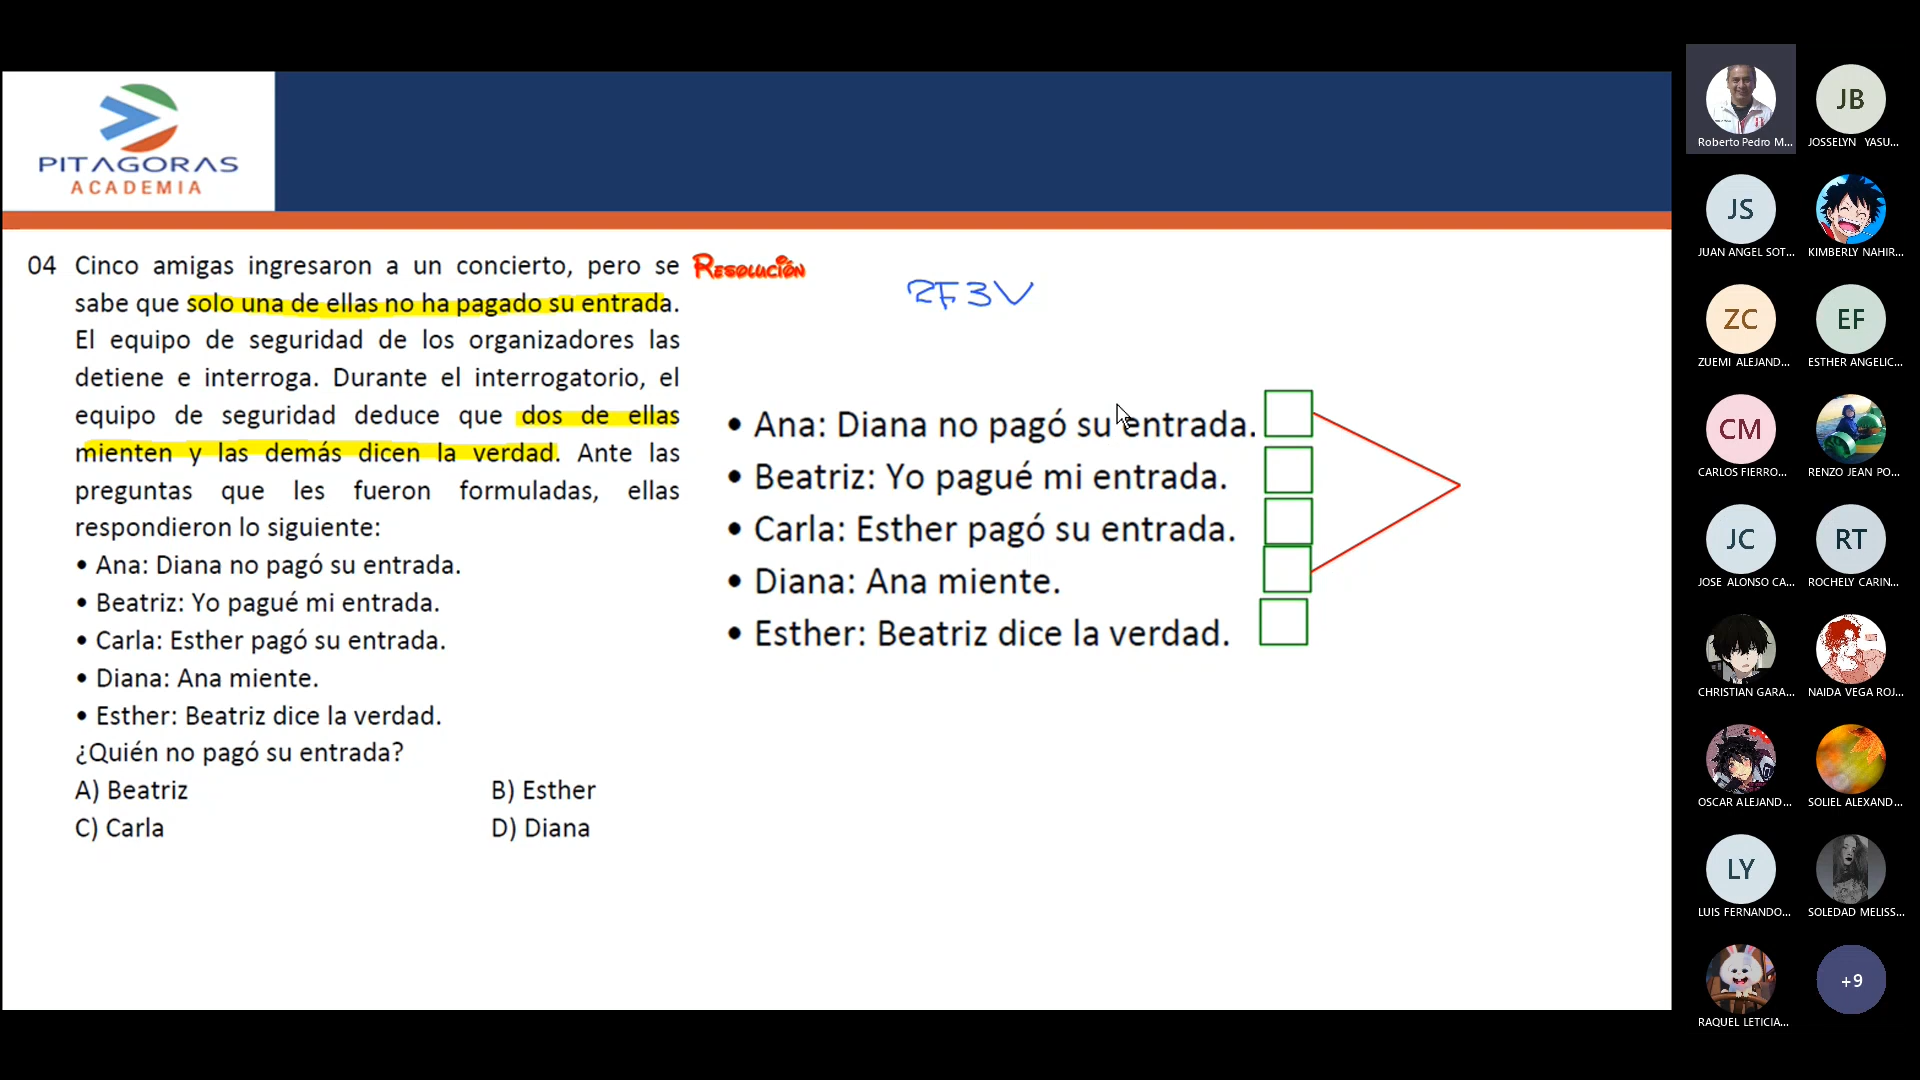 PITAGORAS
ACADEMIA
04 Cinco amigas ingresaron a un concierto, pero se
sabe que solo una de ellas no ha pagado su entrada.
El equipo de seguridad de los organizadores las
detiene e interroga. Durante el interrogatorio, el
equipo de seguridad deduce que dos de ellas
mienten y las demás dicen la verdad. Ante las
preguntas que les fueron formuladas, ellas
respondieron lo siguiente:
• Ana: Diana no pagó su entrada.
• Beatriz: Yo pagué mi entrada.
• Carla: Esther pagó su entrada.
• Diana: Ana miente.
• Esther: Beatriz dice la verdad.
¿Quién no pagó su entrada?
A) Beatriz B) Esther
C) Carla D) Diana
RESOLUCIÓN
2F 3V
• Ana: Diana no pagó su entrada.
• Beatriz: Yo pagué mi entrada.
• Carla: Esther pagó su entrada.
• Diana: Ana miente.
• Esther: Beatriz dice la verdad.
Roberto Pedro M...
JB
JOSSELYN YASU...
JS
JUAN ANGEL SOT...
KIMBERLY NAHIR...
ZC
ZUEMI ALEJAND...
EF
ESTHER ANGELIC...
CM
CARLOS FIERRO...
RENZO JEAN PO...
JC
JOSE ALONSO CA...
RT
ROCHELY CARIN...
CHRISTIAN GARA...
NAIDA VEGA ROJ...
OSCAR ALEJAND...
SOLIEL ALEXAND...
LY
LUIS FERNANDO...
SOLEDAD MELISS...
RAQUEL LETICIA...
+9